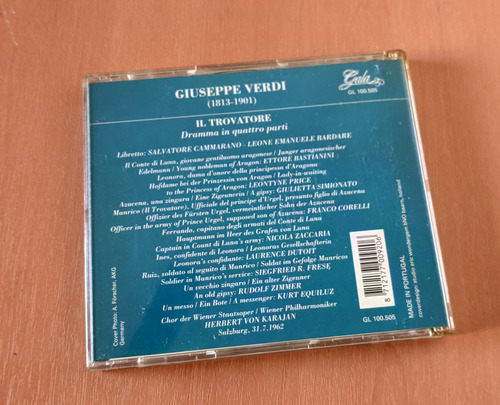 GIUSEPPE VERDI
(1813-1901)
Gala
GL 100.505
IL TROVATORE
Dramma in quattro parti
Libretto: SALVATORE CAMMARANO - LEONE EMANUELE BARDARE
Il Conte di Luna, giovane gentiluomo aragonese / Junger aragonesischer
Edelmann / Young nobleman of Aragon: ETTORE BASTIANINI
Leonora, dama d'onore della principessa d'Aragona
Hofdame bei der Prinzessin von Aragon / Lady-in-waiting
to the Princess of Aragon: LEONTYNE PRICE
Azucena, una zingara / Eine Zigeunerin / A gipsy: GIULIETTA SIMIONATO
Manrico (Il Trovatore), Ufficiale del principe d'Urgel, presunto figlio di Azucena
Offizier des Fürsten Urgel, vermeintlicher Sohn der Azucena
Officer in the army of Prince Urgel, supposed son of Azucena: FRANCO CORELLI
Ferrando, capitano degli armati del Conte di Luna
Hauptmann im Heer des Grafen von Luna
Captain in Count di Luna's army: NICOLA ZACCARIA
Ines, confidente di Leonora / Leonoras Gesellschafterin
Leonora's confidante: LAURENCE DUTOIT
Ruiz, soldato al seguito di Manrico / Soldat im Gefolge Manricos
Soldier in Manrico's service: SIEGFRIED R. FRESE
Un vecchio zingaro / Ein alter Zigeuner
An old gipsy: RUDOLF ZIMMER
Un messo / Ein Bote / A messenger: KURT EQUILUZ
Chor der Wiener Staatsoper / Wiener Philharmoniker
HERBERT VON KARAJAN
Salzburg, 31.7.1962
Cover Photo: A. Förscher, AKG
Germany
8 712177 009206
GL 100.505
MADE IN PORTUGAL